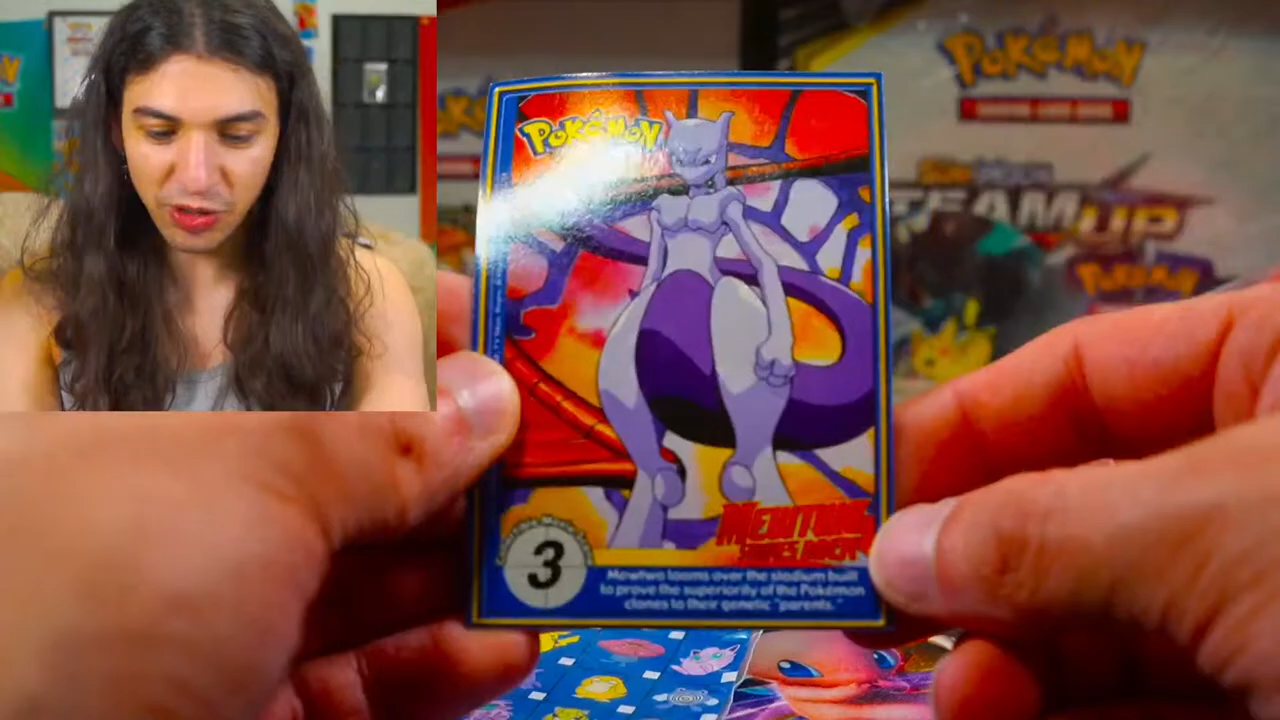 POKÉMON
POKÉMON
TEAM UP
POKÉMON
MEWTWO
STRIKES BACK
3
Mewtwo looms over the stadium built
to prove the superiority of the Pokémon
clones to their genetic "parents."